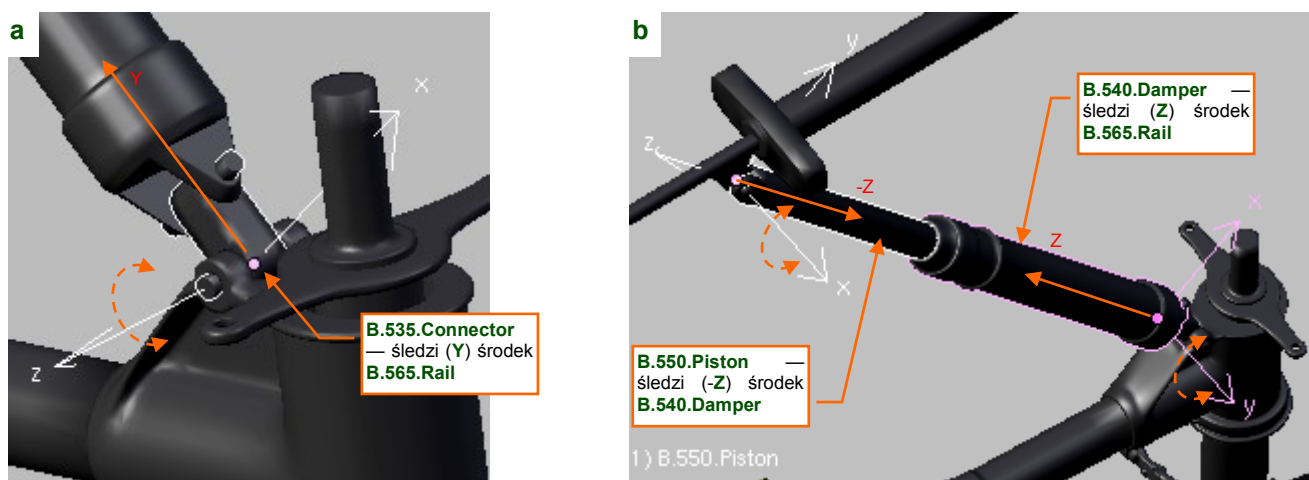 a
Y
x
z
B.535.Connector
— śledzi (Y) środek
B.565.Rail
b
y
z
-Z
x
Z
x
y
B.540.Damper —
śledzi (Z) środek
B.565.Rail
B.550.Piston —
śledzi (-Z) środek
B.540.Damper
1) B.550.Piston